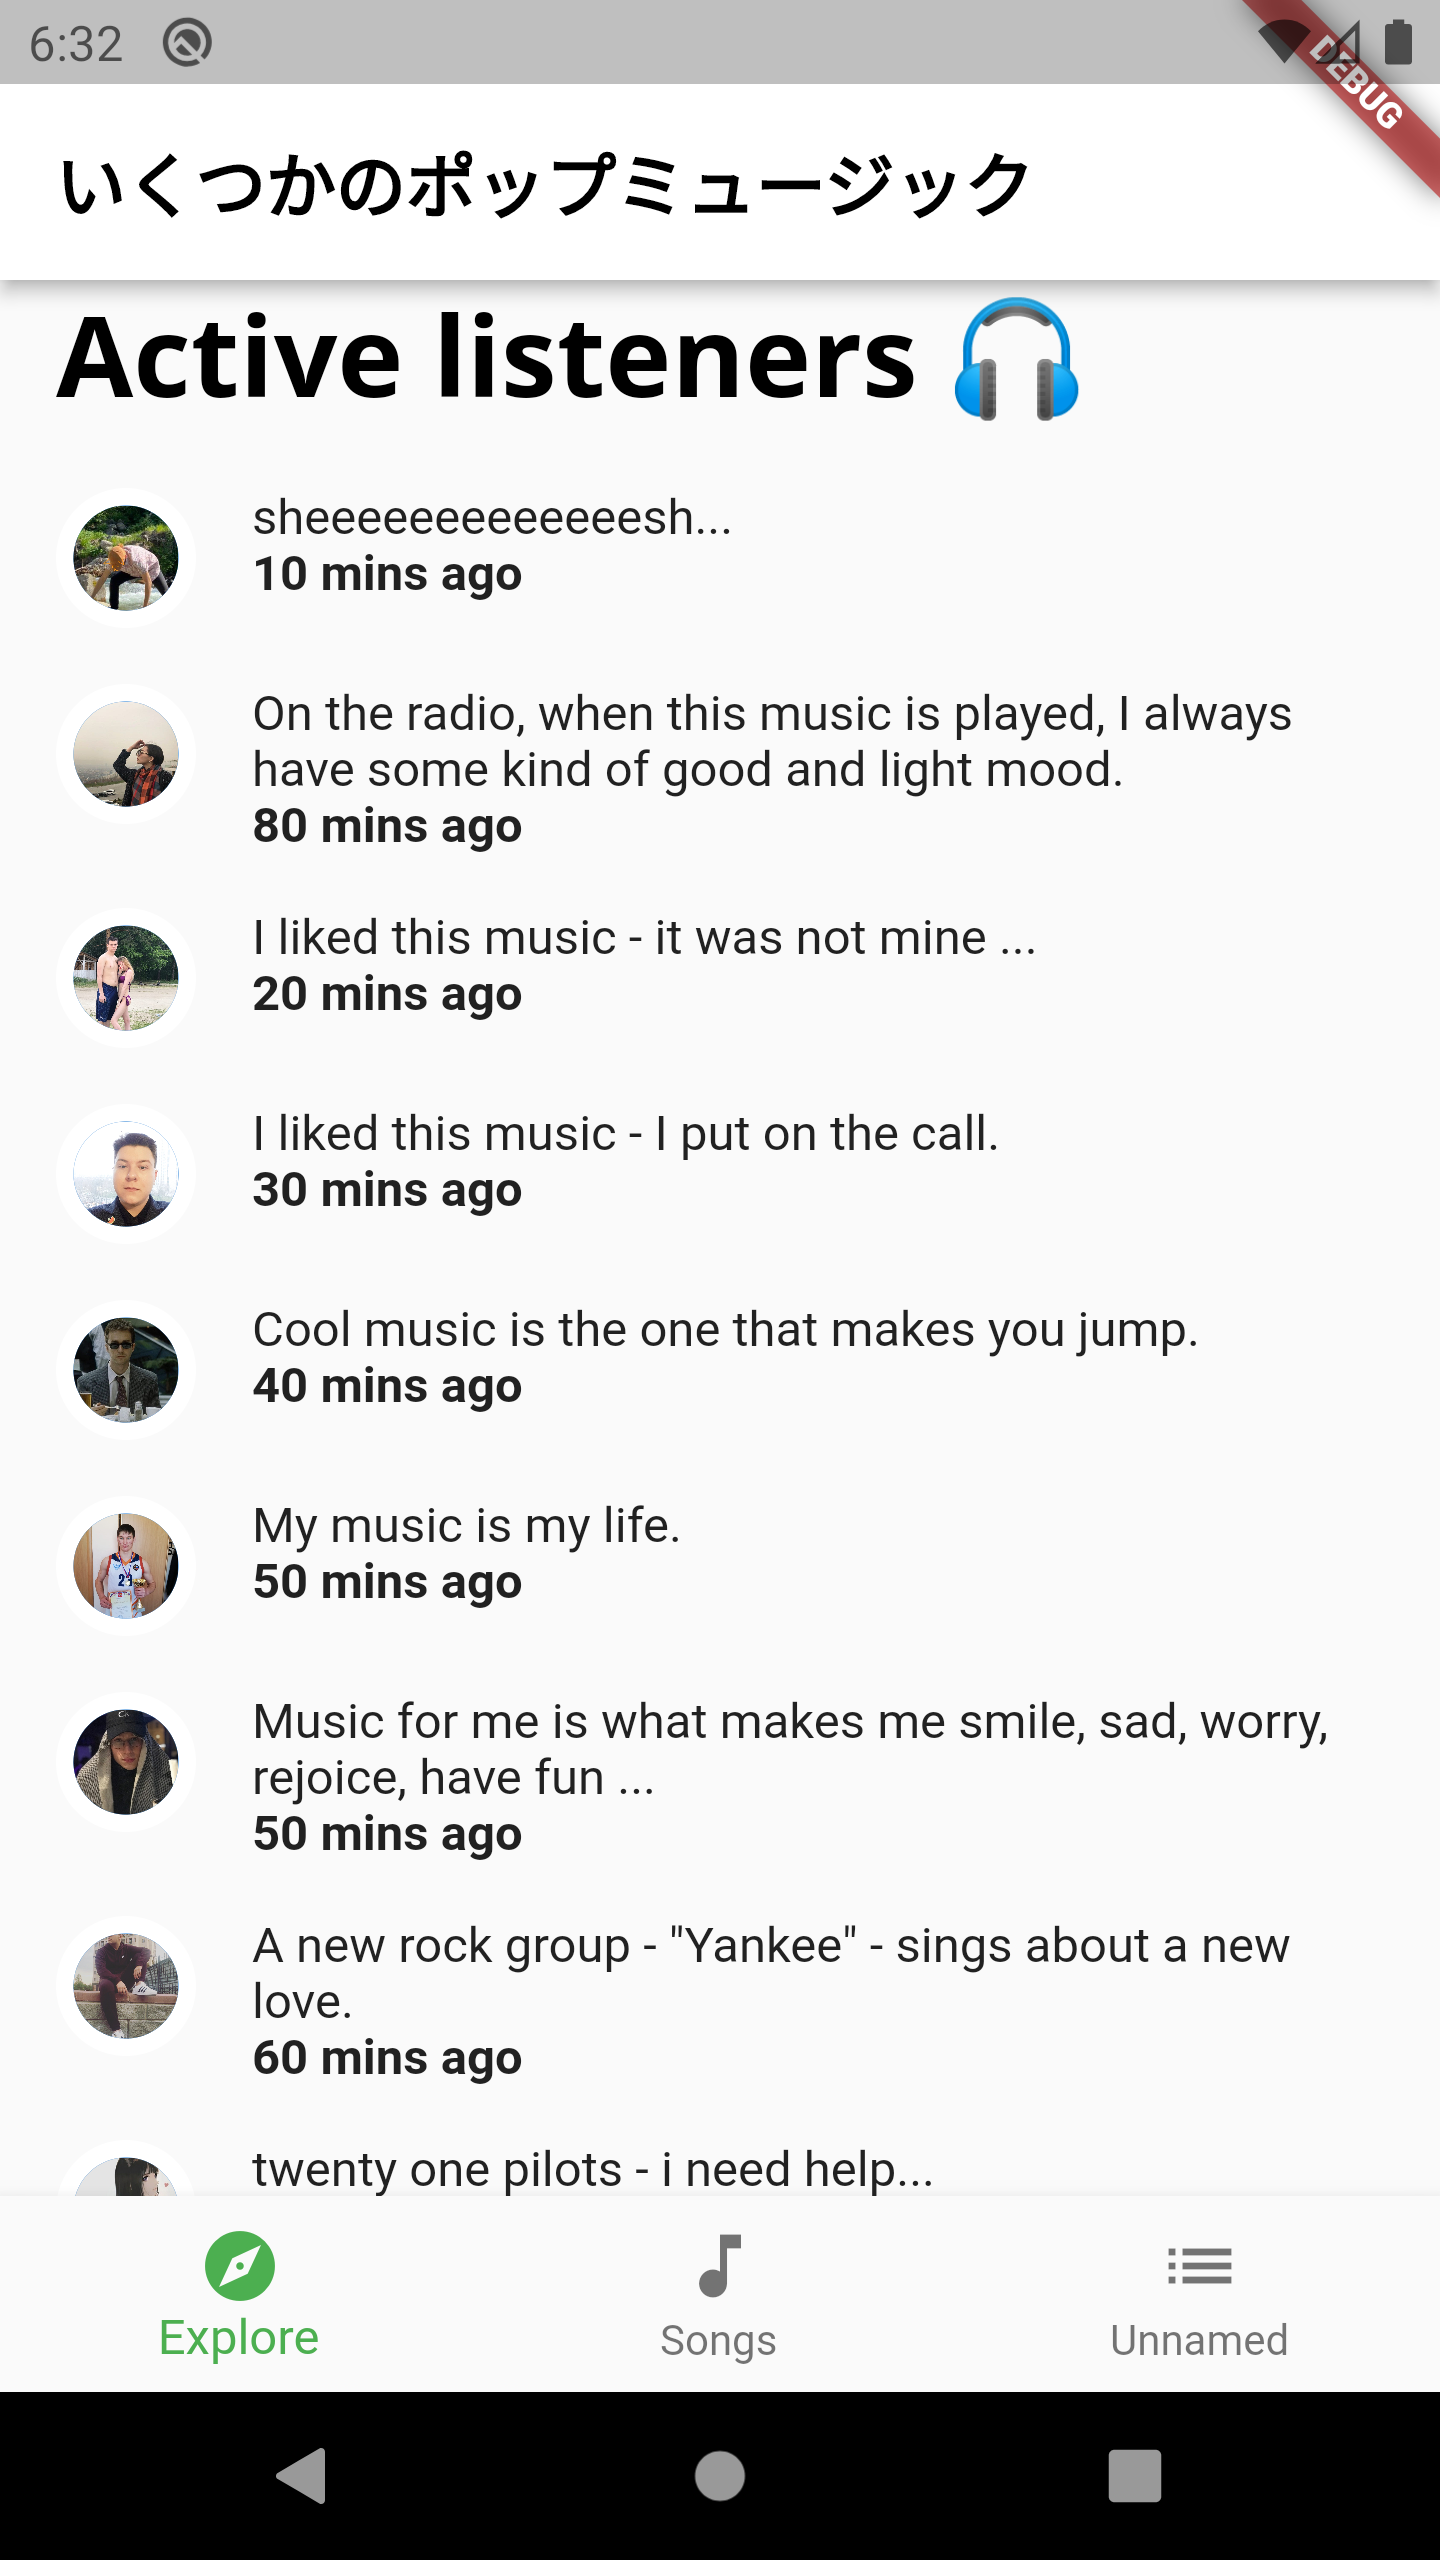 6:32
DEBUG
いくつかのポップミュージック
Active listeners 🎧
sheeeeeeeeeeeeesh...
10 mins ago
On the radio, when this music is played, I always
have some kind of good and light mood.
80 mins ago
I liked this music - it was not mine ...
20 mins ago
I liked this music - I put on the call.
30 mins ago
Cool music is the one that makes you jump.
40 mins ago
My music is my life.
50 mins ago
Music for me is what makes me smile, sad, worry,
rejoice, have fun ...
50 mins ago
A new rock group - "Yankee" - sings about a new
love.
60 mins ago
twenty one pilots - i need help...
Explore
Songs
Unnamed